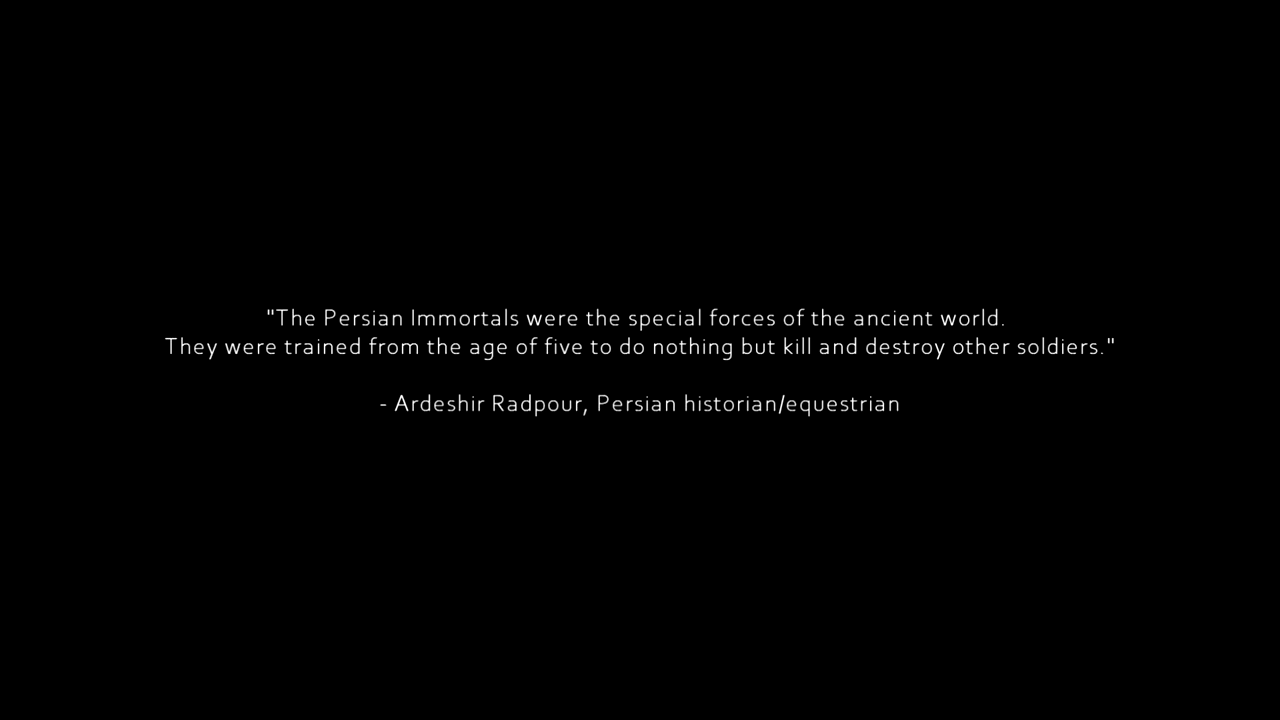 "The Persian Immortals were the special forces of the ancient world.
They were trained from the age of five to do nothing but kill and destroy other soldiers."
- Ardeshir Radpour, Persian historian/equestrian